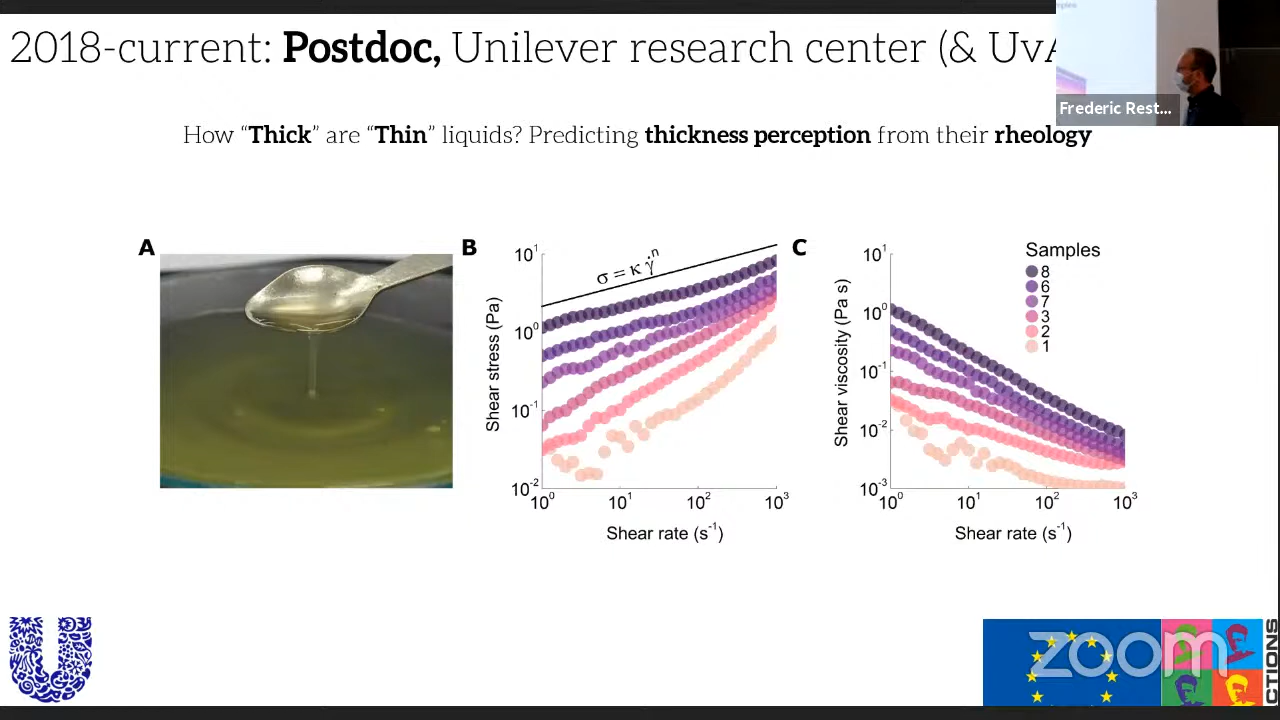 2018-current: Postdoc, Unilever research center (& UvA
Frederic Rest...
How “Thick” are “Thin” liquids? Predicting thickness perception from their rheology
A
B
C
σ = κ γ̇ⁿ
Shear stress (Pa)
10¹
10⁰
10⁻¹
10⁻²
10⁰ 10¹ 10² 10³
Shear rate (s⁻¹)
Shear viscosity (Pa s)
10¹
10⁰
10⁻¹
10⁻²
10⁻³
10⁰ 10¹ 10² 10³
Shear rate (s⁻¹)
Samples
8
6
7
3
2
1
zoom
CTIONS